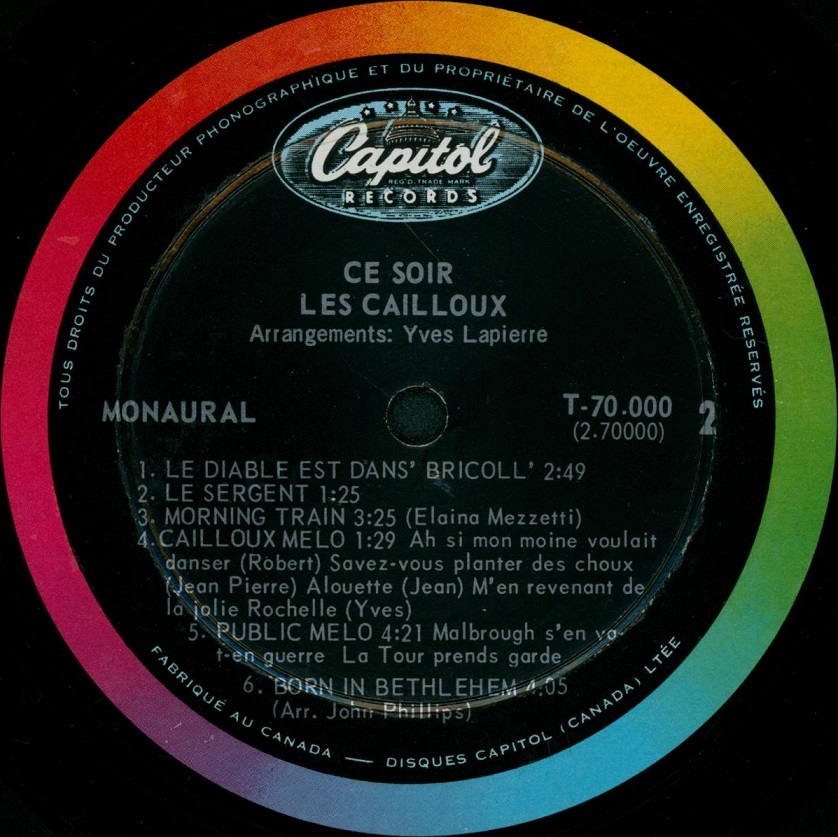 TOUS DROITS DU PRODUCTEUR PHONOGRAPHIQUE ET DU PROPRIÉTAIRE DE L'OEUVRE ENREGISTRÉE RESERVÉS
Capitol
REG'D. TRADE MARK
RECORDS
CE SOIR
LES CAILLOUX
Arrangements: Yves Lapierre
MONAURAL
T-70.000 2
(2.70000)
1. LE DIABLE EST DANS' BRICOLL' 2:49
2. LE SERGENT 1:25
3. MORNING TRAIN 3:25 (Elaina Mezzetti)
4. CAILLOUX MELO 1:29 Ah si mon moine voulait
danser (Robert) Savez-vous planter des choux
(Jean Pierre) Alouette (Jean) M'en revenant de
la jolie Rochelle (Yves)
5. PUBLIC MELO 4:21 Malbrough s'en va-
t-en guerre La Tour prends garde
6. BORN IN BETHLEHEM 4:05
(Arr. John Phillips)
FABRIQUÉ AU CANADA — DISQUES CAPITOL (CANADA) LTÉE